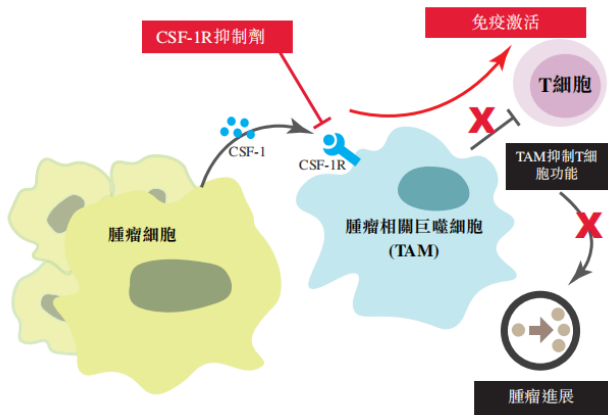 免疫激活
CSF-1R抑制劑
T細胞
CSF-1
CSF-1R
TAM抑制T細
胞功能
腫瘤細胞
腫瘤相關巨噬細胞
(TAM)
腫瘤進展